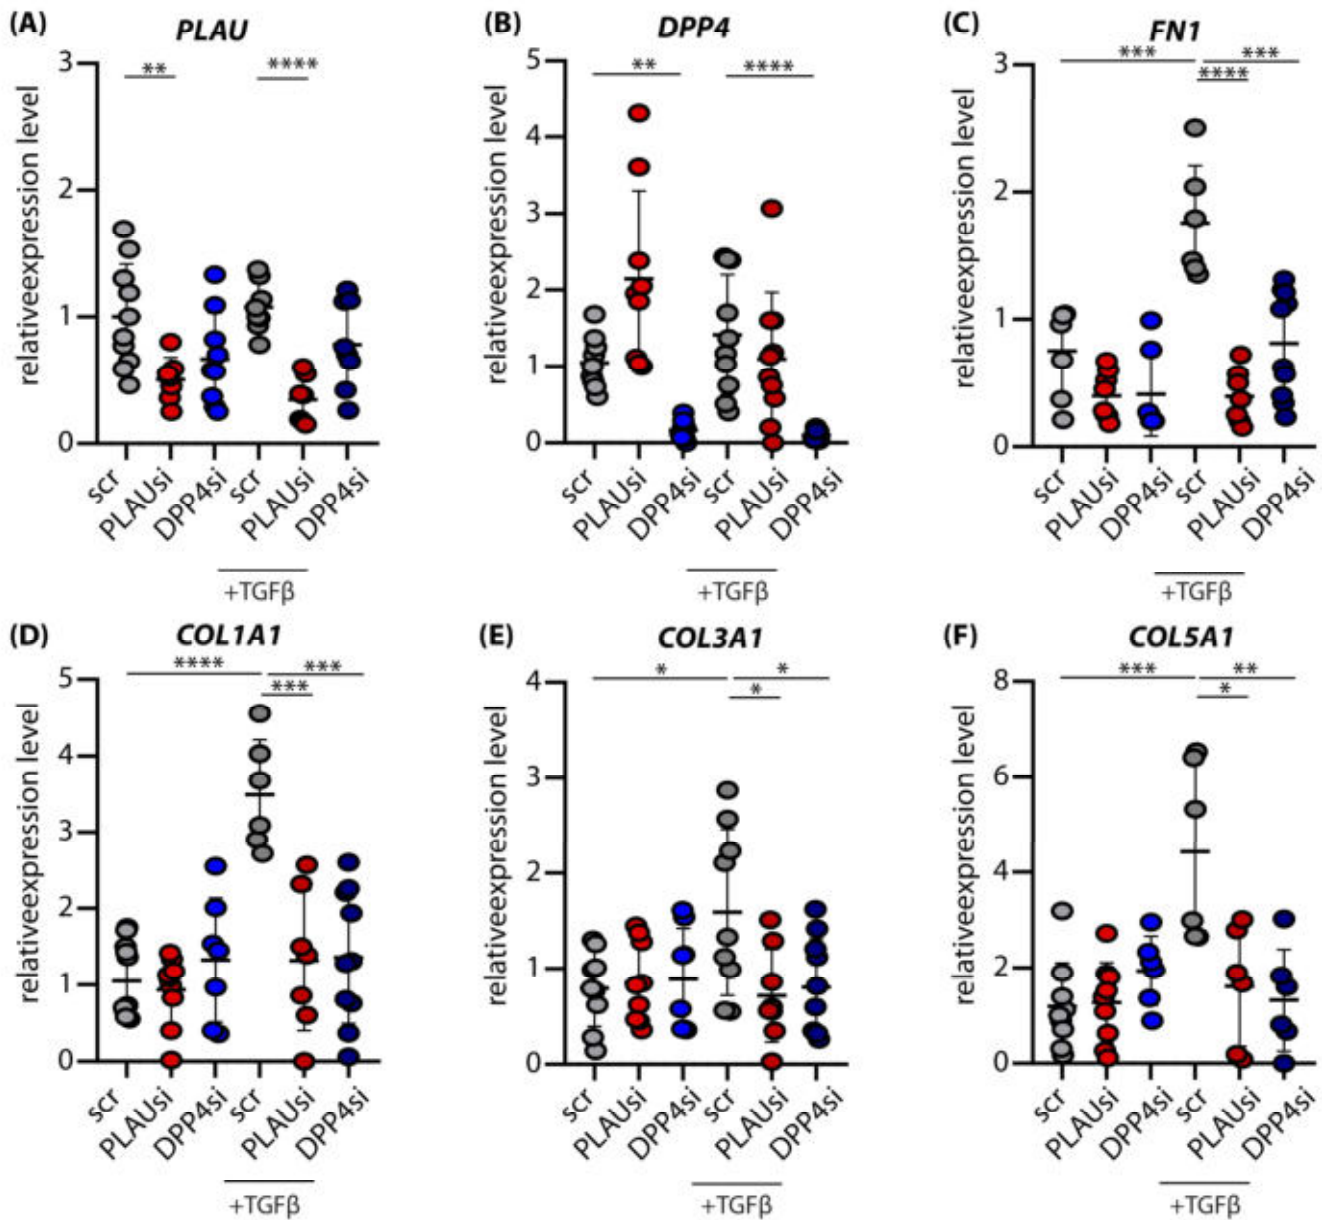 (A) PLAU
** ****
relativeexpression level
3
2
1
0
scr PLAUsi DPP4si scr PLAUsi DPP4si
+TGFβ
(B) DPP4
** ****
relativeexpression level
5
4
3
2
1
0
scr PLAUsi DPP4si scr PLAUsi DPP4si
+TGFβ
(C) FN1
*** ***
****
relativeexpression level
3
2
1
0
scr PLAUsi DPP4si scr PLAUsi DPP4si
+TGFβ
(D) COL1A1
**** ***
***
relativeexpression level
5
4
3
2
1
0
scr PLAUsi DPP4si scr PLAUsi DPP4si
+TGFβ
(E) COL3A1
* *
*
relativeexpression level
4
3
2
1
0
scr PLAUsi DPP4si scr PLAUsi DPP4si
+TGFβ
(F) COL5A1
*** **
*
relativeexpression level
8
6
4
2
0
scr PLAUsi DPP4si scr PLAUsi DPP4si
+TGFβ